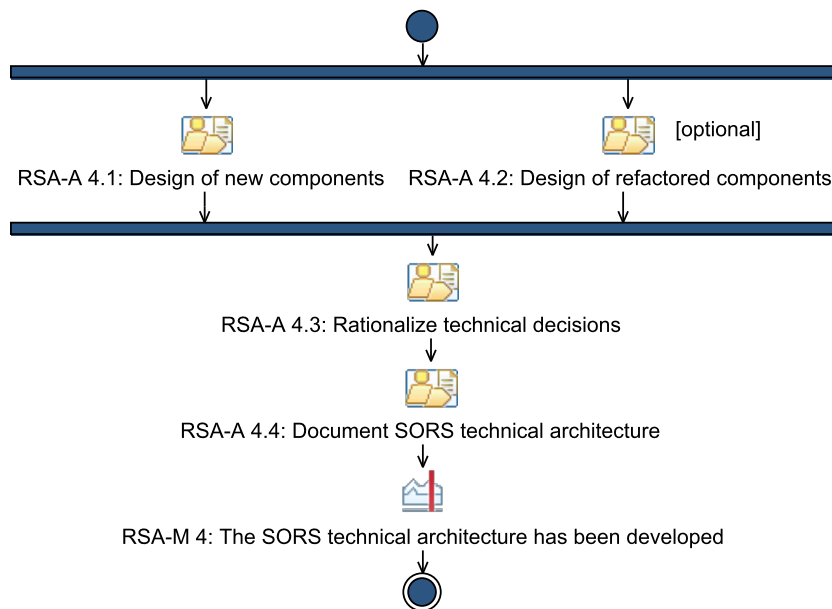 [optional]
RSA-A 4.1: Design of new components
RSA-A 4.2: Design of refactored components
RSA-A 4.3: Rationalize technical decisions
RSA-A 4.4: Document SORS technical architecture
RSA-M 4: The SORS technical architecture has been developed